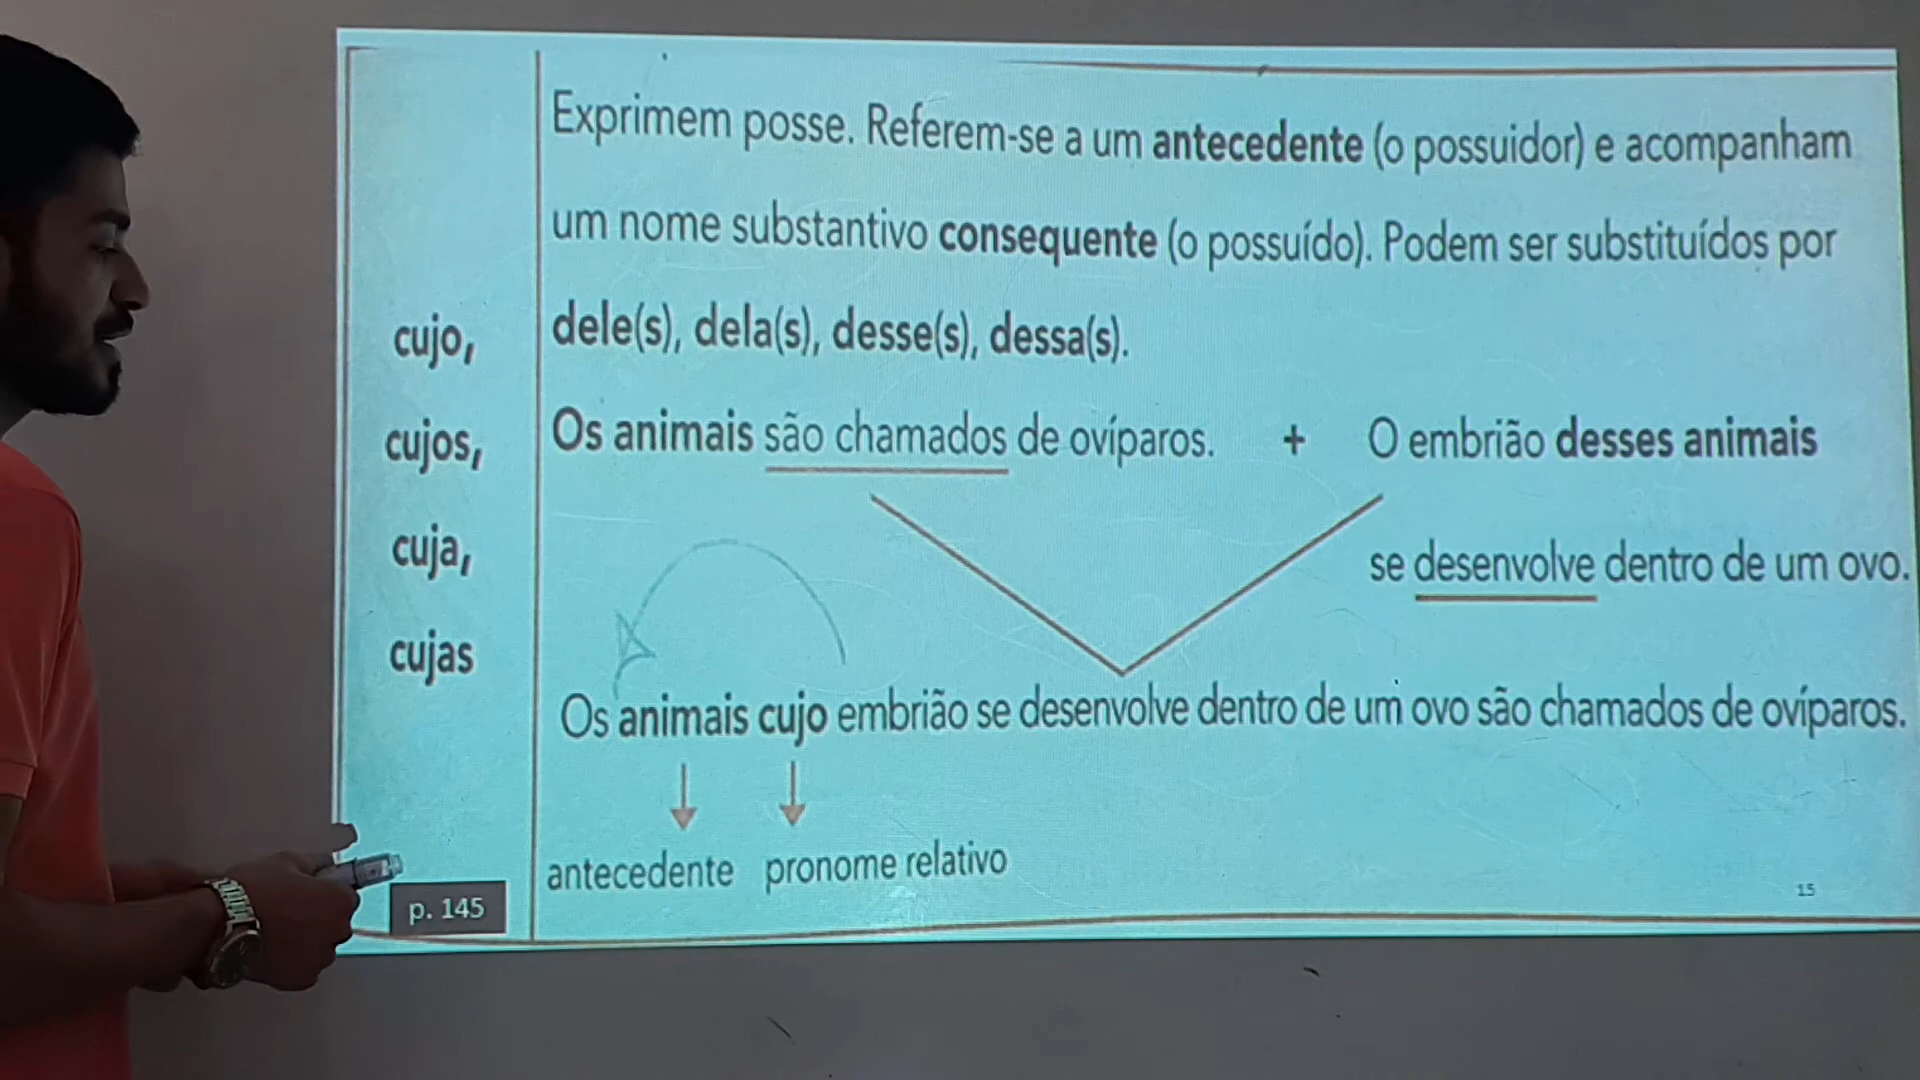 Exprimem posse. Referem-se a um antecedente (o possuidor) e acompanham
um nome substantivo consequente (o possuído). Podem ser substituídos por
dele(s), dela(s), desse(s), dessa(s).
cujo,
cujos,
cuja,
cujas
Os animais são chamados de ovíparos. + O embrião desses animais
se desenvolve dentro de um ovo.
Os animais cujo embrião se desenvolve dentro de um ovo são chamados de ovíparos.
antecedente pronome relativo
p. 145
15